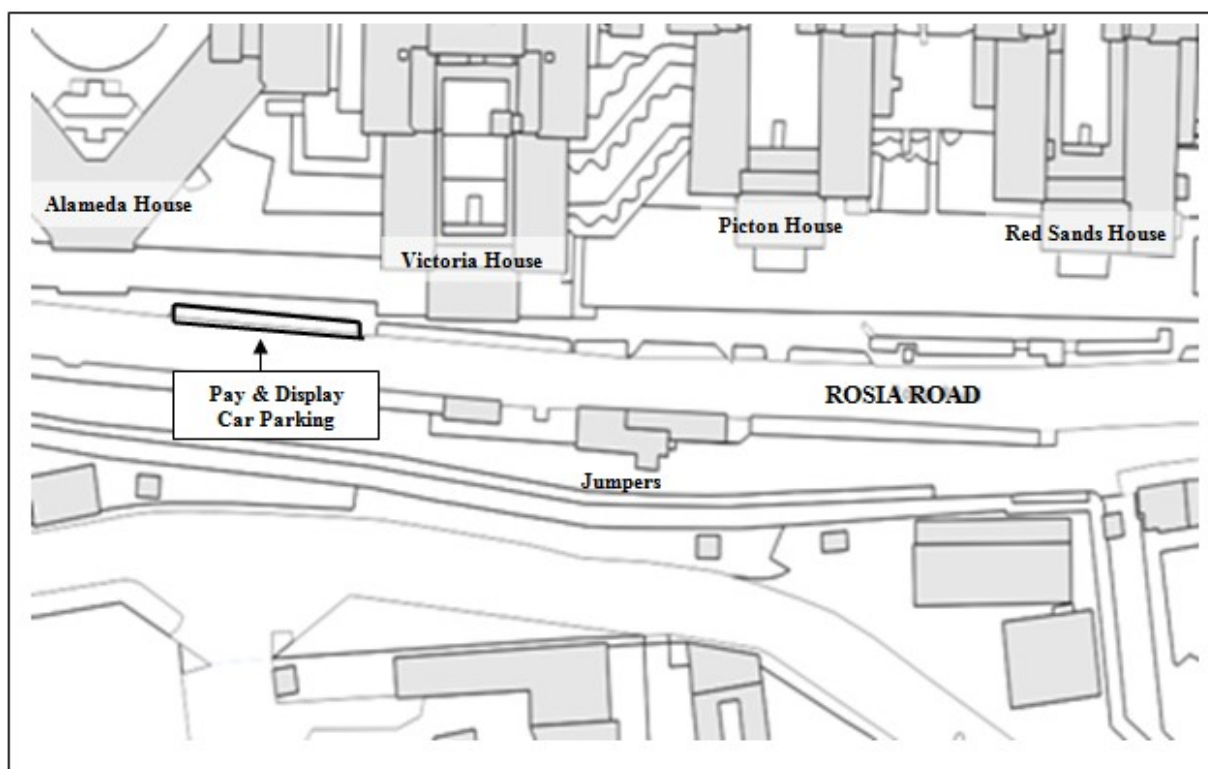 Alameda House
Victoria House
Picton House
Red Sands House
Pay & Display
Car Parking
ROSIA ROAD
Jumpers